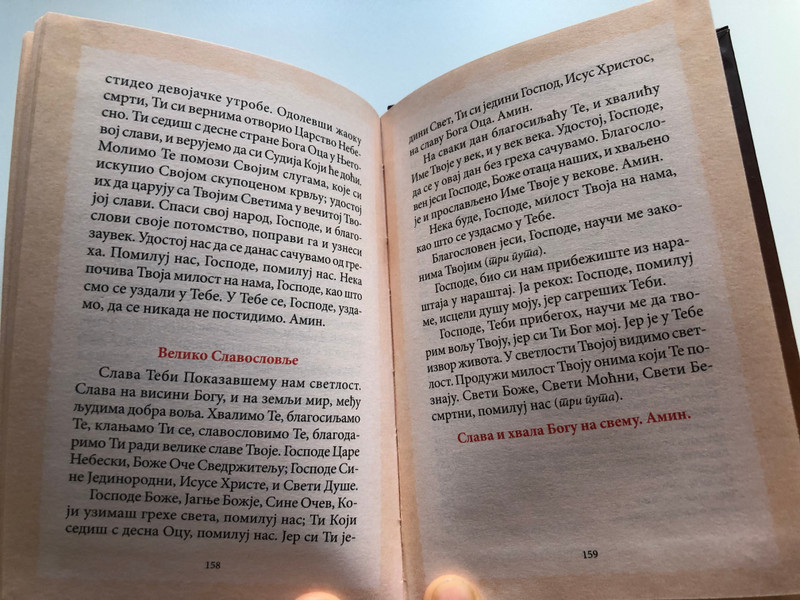 стидео девојачке утробе. Одолевши жаоку
смрти, Ти си вернима отворио Царство Небе-
сно. Ти седиш с десне стране Бога Оца у Њего-
вој слави, и верујемо да си Судија Који ће доћи.
Молимо Те помози Својим слугама, које си
искупио Својом скупоценом крвљу; удостој
их да царују са Твојим Светима у вечитој Тво-
јој слави. Спаси свој народ, Господе, и благо-
слови своје потомство, поправи га и узнеси
заувек. Удостој нас да се данас сачувамо од гре-
ха. Помилуј нас, Господе, помилуј нас. Нека
почива Твоја милост на нама, Господе, као што
смо се уздали у Тебе. У Тебе се, Господе,узда-
мо, да се никада не постидимо. Амин.
Велико Славословље
Слава Теби Показавшему нам светлост.
Слава на висини Богу, и на земљи мир, међу
људима добра воља. Хвалимо Те, благосиљамо
Те, клањамо Ти се, славословимо Те, благода-
римо Ти ради велике славе Твоје. Господе Царе
Небески, Боже Оче Сведржитељу; Господе Си-
не Јединородни, Исусе Христе, и Свети Душе.
Господе Боже, Јагње Божје, Сине Очев, Ко-
ји узимаш грехе света, помилуј нас; Ти Који
седиш с десна Оцу, помилуј нас. Јер си Ти је-
158
дини Свет, Ти си једини Господ, Исус Христос,
на славу Бога Оца. Амин.
На сваки дан благосиљаћу Те, и хвалићу
Име Твоје у век, и у век века. Удостој, Господе,
да се у овај дан без греха сачувамо. Благосло-
вен јеси Господе, Боже отаца наших, и хваљено
је и прослављено Име Твоје у векове. Амин.
Нека буде, Господе, милост Твоја на нама,
као што се уздасмо у Тебе.
Благословен јеси, Господе, научи ме зако-
нима Твојим (три пута).
Господе, био си нам прибежиште из нара-
штаја у нараштај. Ја рекох: Господе, помилуј
ме, исцели душу моју, јер сагреших Теби.
Господе, Теби прибегох, научи ме да тво-
рим вољу Твоју, јер си Ти Бог мој. Јер је у Тебе
извор живота. У светлости Твојој видимо свет-
лост. Продужи милост Твоју онима који Те по-
знају. Свети Боже, Свети Моћни, Свети Бе-
смртни, помилуј нас (три пута).
Слава и хвала Богу на свему. Амин.
159